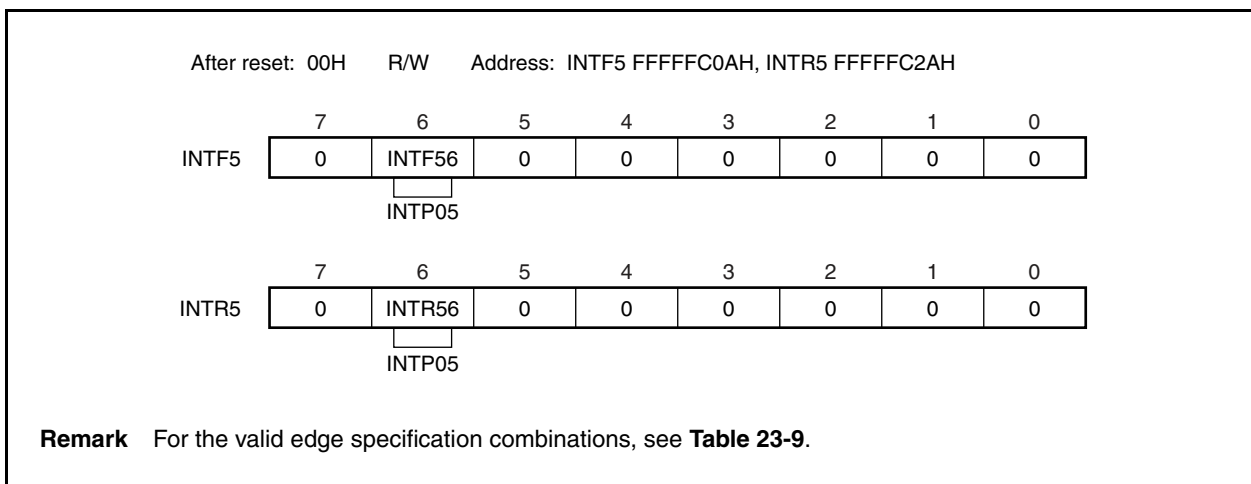 After reset: 00H R/W Address: INTF5 FFFFFC0AH, INTR5 FFFFFC2AH
7 6 5 4 3 2 1 0
INTF5 0 INTF56 0 0 0 0 0 0
INTP05
7 6 5 4 3 2 1 0
INTR5 0 INTR56 0 0 0 0 0 0
INTP05
Remark For the valid edge specification combinations, see Table 23-9.